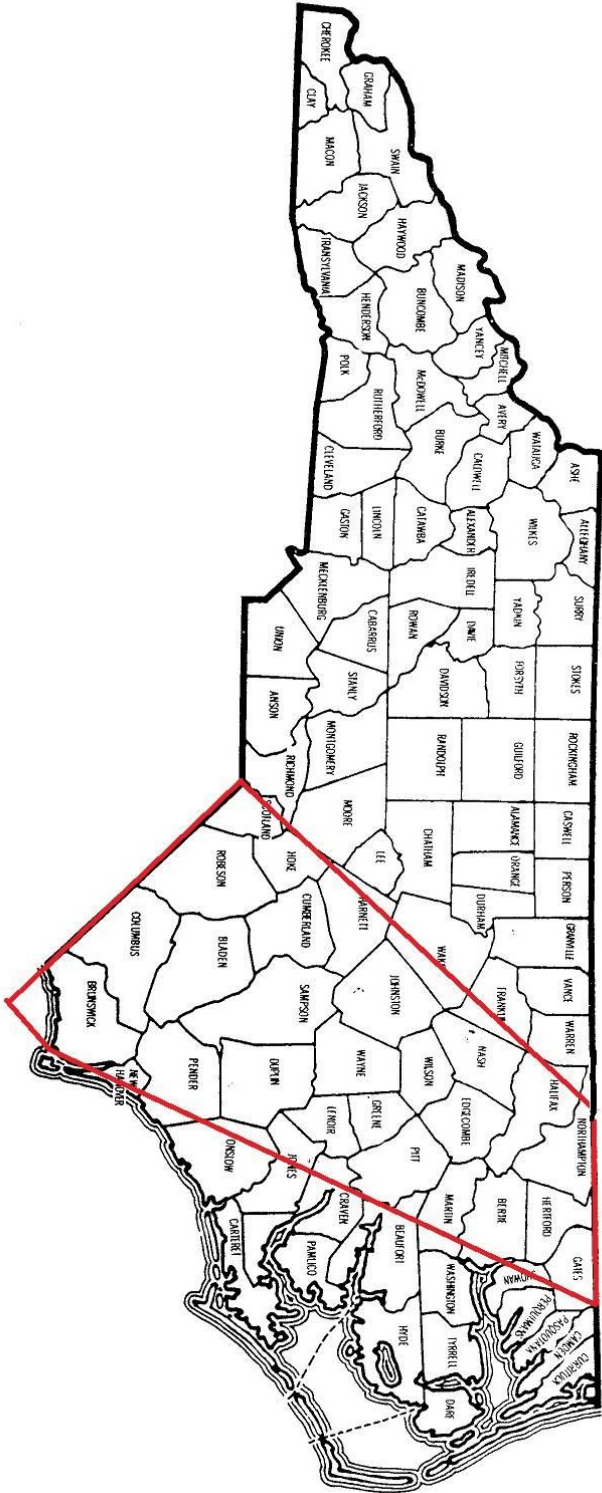 CHEROKEE
GRAHAM
CLAY
MACON
SWAIN
JACKSON
HAYWOOD
TRANSYLVANIA
MADISON
BUNCOMBE
HENDERSON
YANCEY
MITCHELL
POLK
McDOWELL
RUTHERFORD
AVERY
BURKE
CLEVELAND
WATAUGA
CALDWELL
ASHE
LINCOLN
GASTON
CATAWBA
ALEXANDER
WILKES
ALLEGHANY
MECKLENBURG
IREDELL
SURRY
YADKIN
DAVIE
ROWAN
CABARRUS
UNION
STANLY
STOKES
FORSYTH
DAVIDSON
ANSON
MONTGOMERY
RICHMOND
ROCKINGHAM
GUILFORD
RANDOLPH
MOORE
SCOTLAND
CASWELL
ALAMANCE
ORANGE
CHATHAM
LEE
HOKE
ROBESON
PERSON
DURHAM
HARNETT
CUMBERLAND
BLADEN
COLUMBUS
BRUNSWICK
GRANVILLE
VANCE
WARREN
FRANKLIN
WAKE
JOHNSTON
SAMPSON
NASH
WILSON
WAYNE
DUPLIN
PENDER
NEW
HANOVER
HALIFAX
NORTHAMPTON
EDGECOMBE
GREENE
LENOIR
PITT
JONES
ONSLOW
HERTFORD
BERTIE
MARTIN
CRAVEN
BEAUFORT
PAMLICO
CARTERET
GATES
CHOWAN
PERQUIMANS
PASQUOTANK
CAMDEN
CURRITUCK
WASHINGTON
TYRRELL
HYDE
DARE